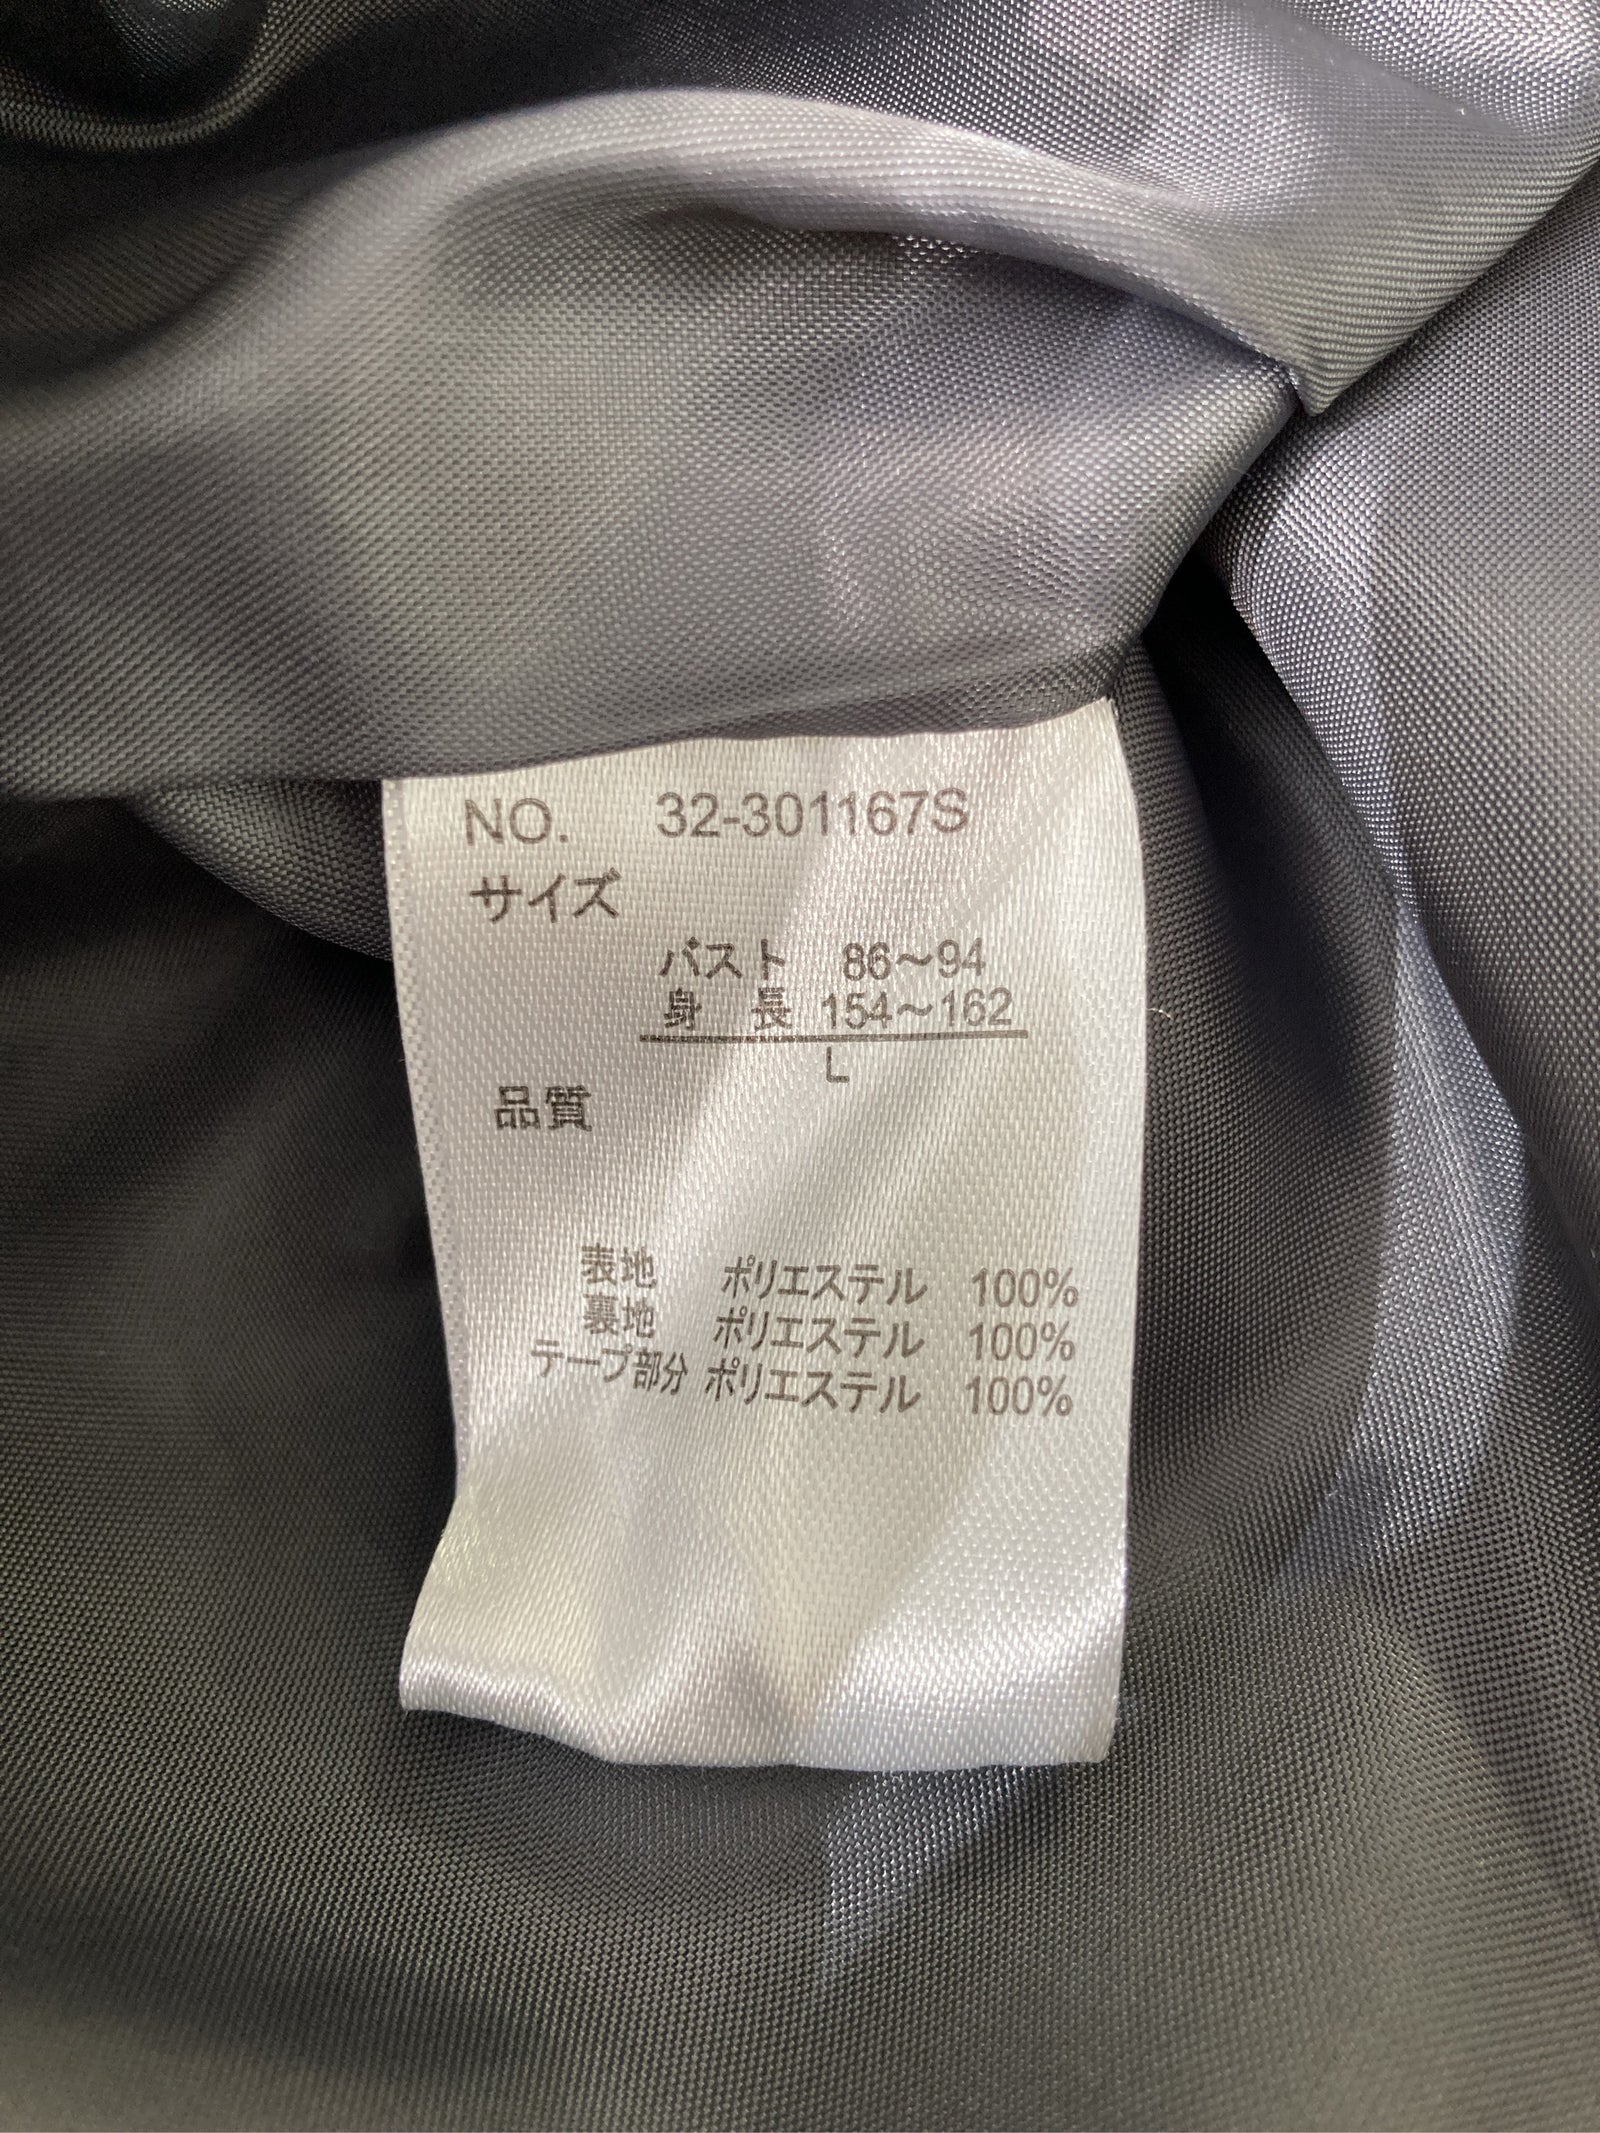 NO. 32-301167S
サイズ
バスト 86～94
身長 154～162
L
品質
表地 ポリエステル 100%
裏地 ポリエステル 100%
テープ部分 ポリエステル 100%